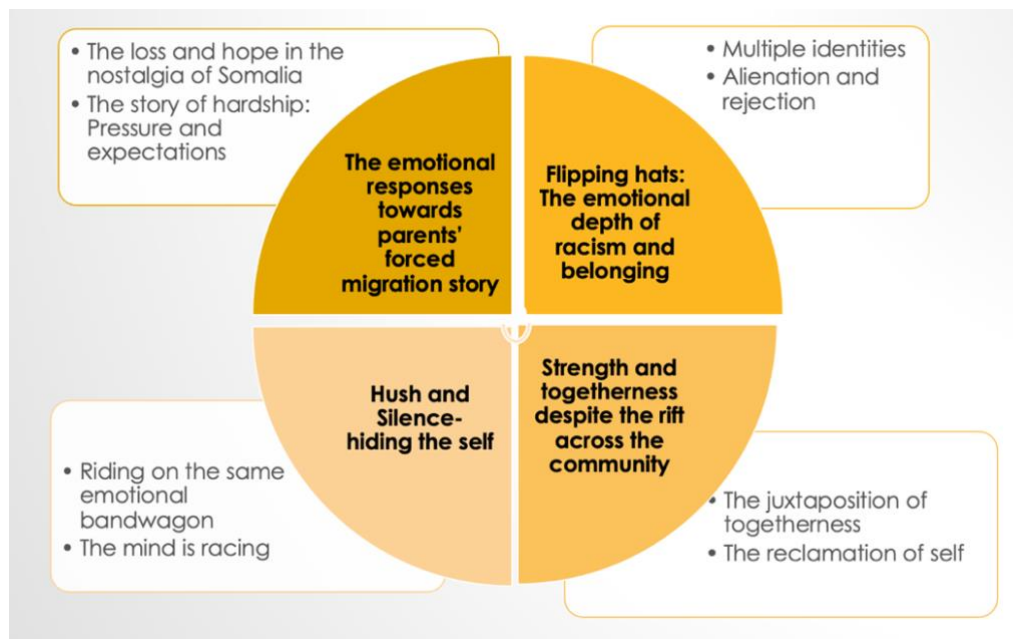 • The loss and hope in the
nostalgia of Somalia
• The story of hardship:
Pressure and
expectations
The emotional
responses
towards
parents'
forced
migration story
• Multiple identities
• Alienation and
rejection
Flipping hats:
The emotional
depth of
racism and
belonging
Hush and
Silence-
hiding the self
• Riding on the same
emotional
bandwagon
• The mind is racing
Strength and
togetherness
despite the rift
across the
community
• The juxtaposition of
togetherness
• The reclamation of self